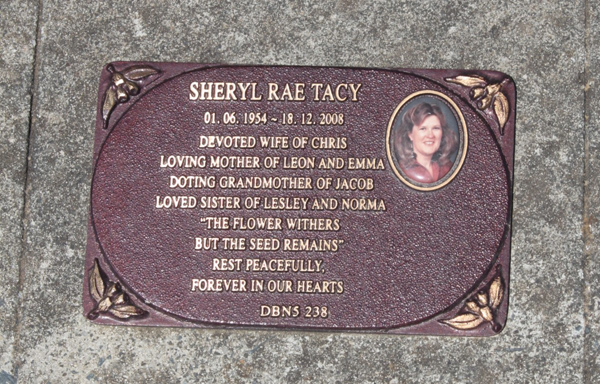 SHERYL RAE TACY
01. 06. 1954 ~ 18. 12. 2008
DEVOTED WIFE OF CHRIS
LOVING MOTHER OF LEON AND EMMA
DOTING GRANDMOTHER OF JACOB
LOVED SISTER OF LESLEY AND NORMA
“THE FLOWER WITHERS
BUT THE SEED REMAINS”
REST PEACEFULLY,
FOREVER IN OUR HEARTS
DBN5 238